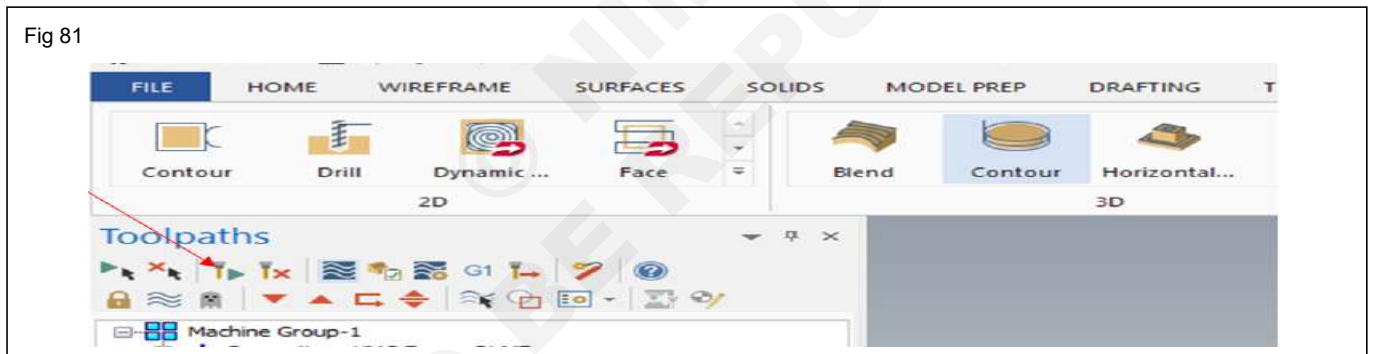 Fig 81
FILE HOME WIREFRAME SURFACES SOLIDS MODEL PREP DRAFTING T
Contour Drill Dynamic ... Face Blend Contour Horizontal...
2D 3D
Toolpaths
G1
Machine Group-1